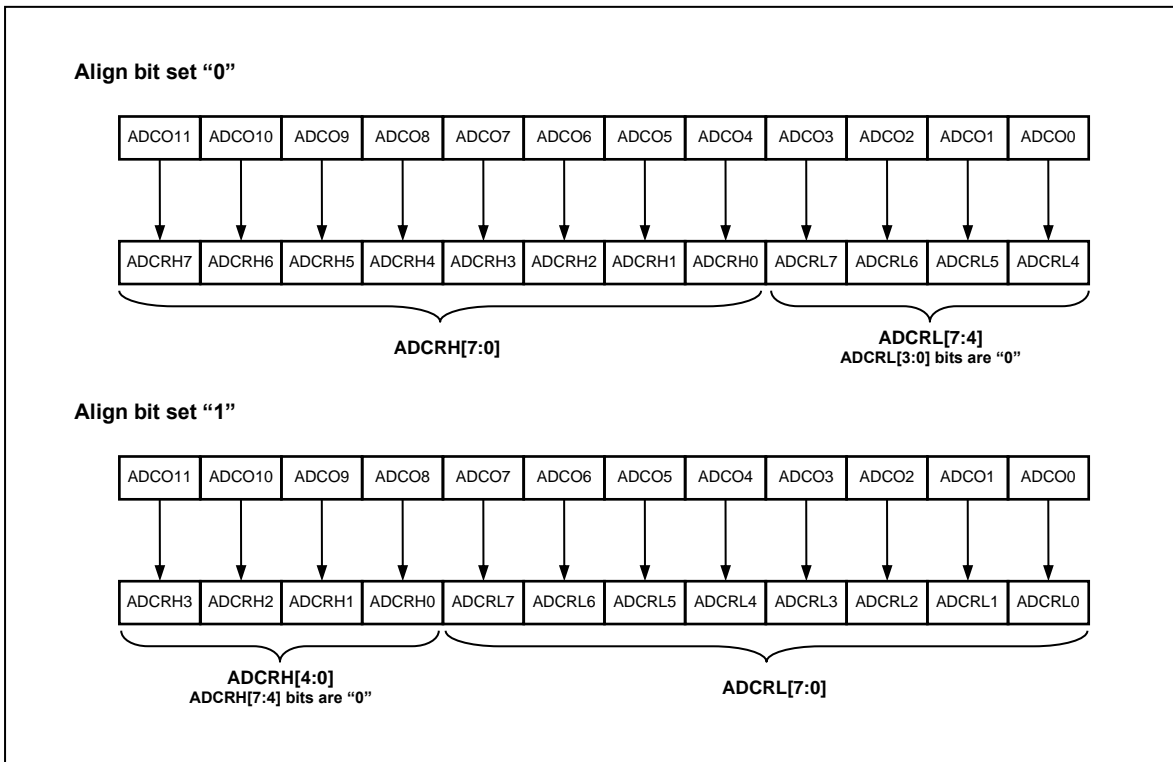 Align bit set “0”
ADCO11 ADCO10 ADCO9 ADCO8 ADCO7 ADCO6 ADCO5 ADCO4 ADCO3 ADCO2 ADCO1 ADCO0
ADCRH7 ADCRH6 ADCRH5 ADCRH4 ADCRH3 ADCRH2 ADCRH1 ADCRH0 ADCRL7 ADCRL6 ADCRL5 ADCRL4
ADCRH[7:0]
ADCRL[7:4]
ADCRL[3:0] bits are “0”
Align bit set “1”
ADCO11 ADCO10 ADCO9 ADCO8 ADCO7 ADCO6 ADCO5 ADCO4 ADCO3 ADCO2 ADCO1 ADCO0
ADCRH3 ADCRH2 ADCRH1 ADCRH0 ADCRL7 ADCRL6 ADCRL5 ADCRL4 ADCRL3 ADCRL2 ADCRL1 ADCRL0
ADCRH[4:0]
ADCRH[7:4] bits are “0”
ADCRL[7:0]